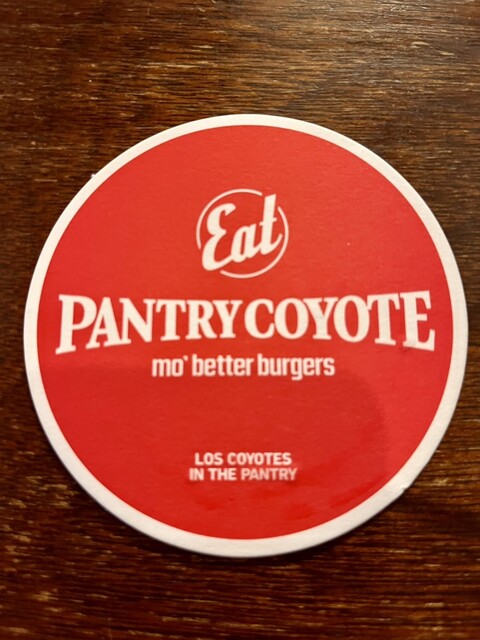 Eat
PANTRY COYOTE
mo' better burgers
LOS COYOTES
IN THE PANTRY